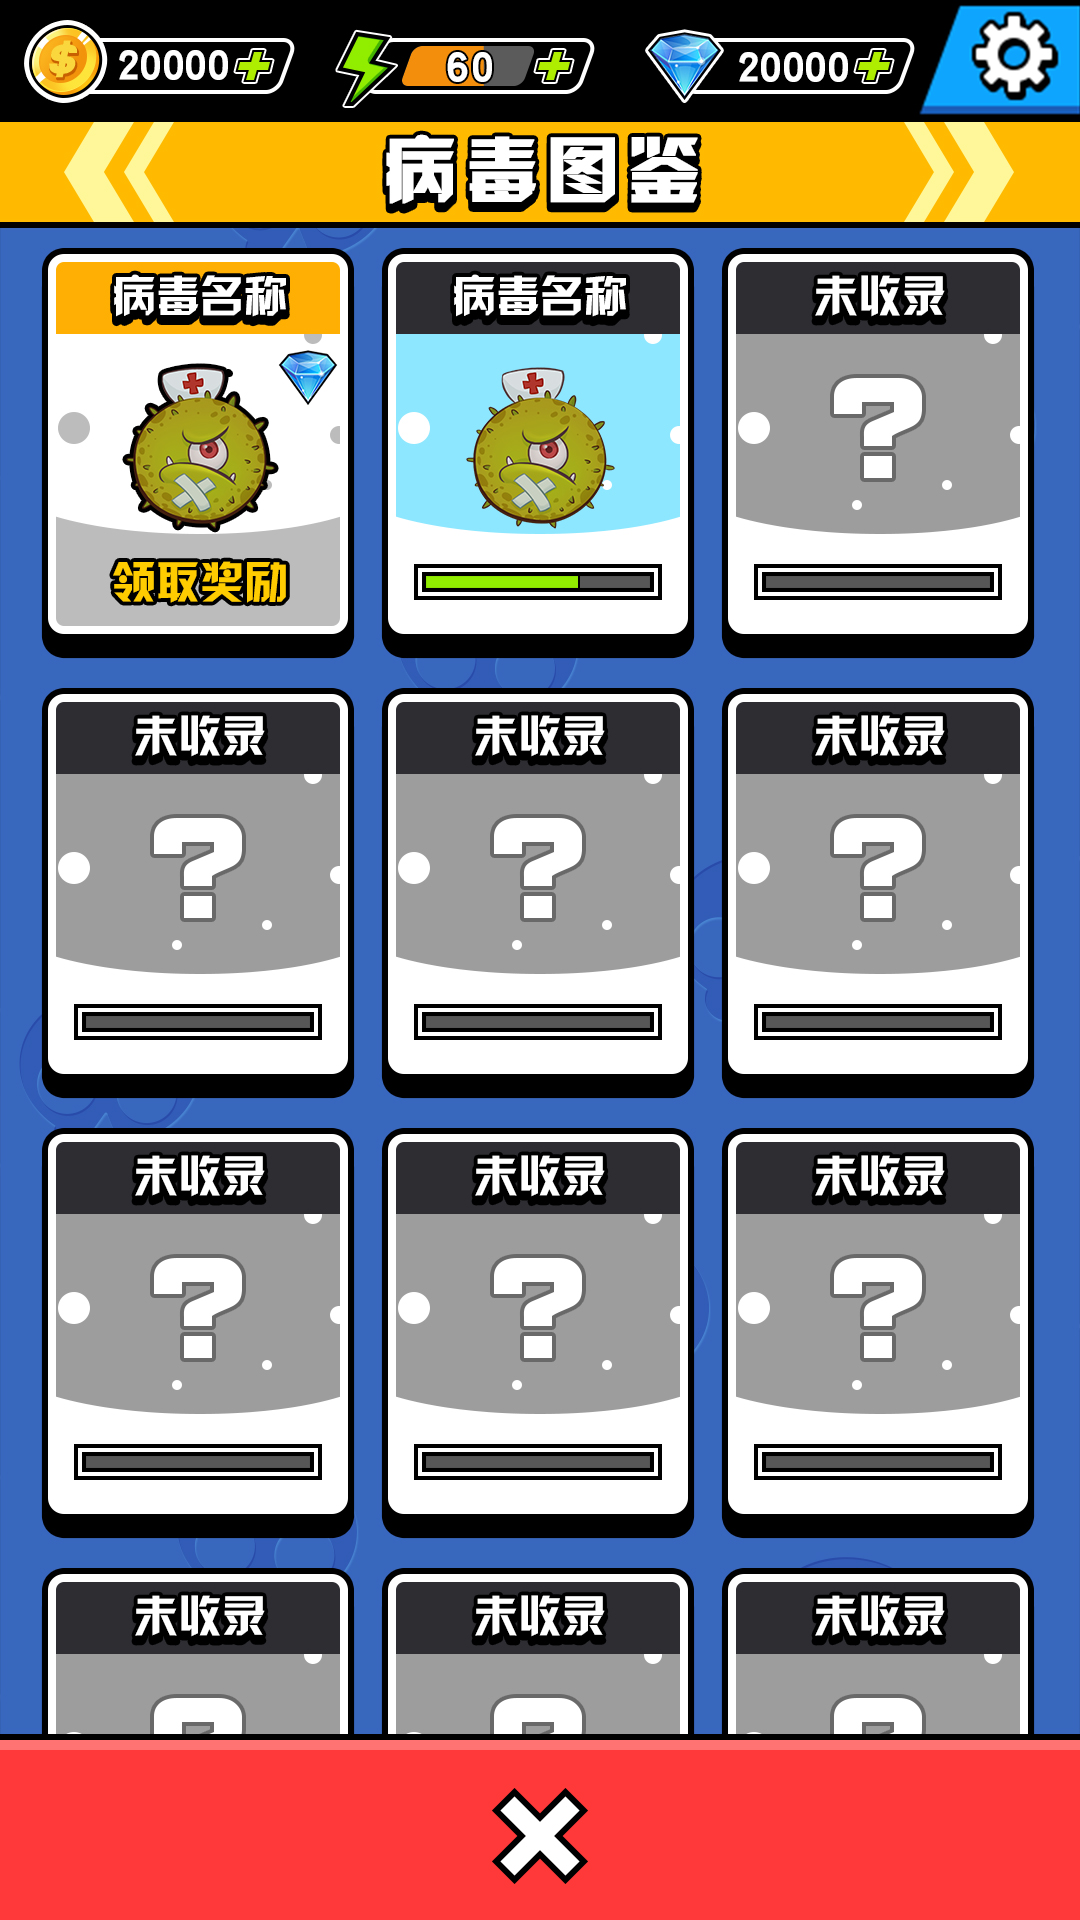 20000 60 20000
病毒图鉴
病毒名称 病毒名称 未收录
?
领取奖励
未收录 未收录 未收录
? ? ?
未收录 未收录 未收录
? ? ?
未收录 未收录 未收录